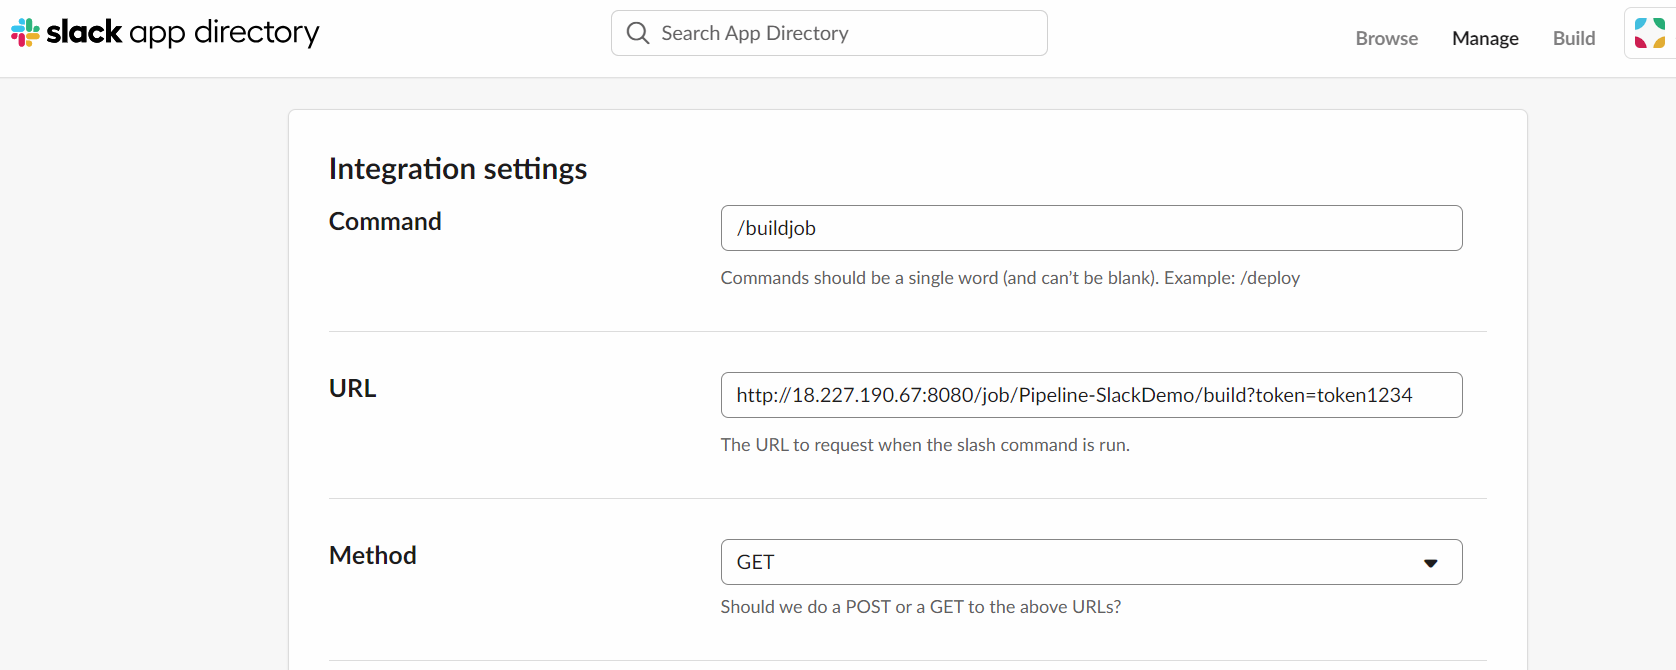 slack app directory
Search App Directory
Browse
Manage
Build
Integration settings
Command
/buildjob
Commands should be a single word (and can't be blank). Example: /deploy
URL
http://18.227.190.67:8080/job/Pipeline-SlackDemo/build?token=token1234
The URL to request when the slash command is run.
Method
GET
Should we do a POST or a GET to the above URLs?